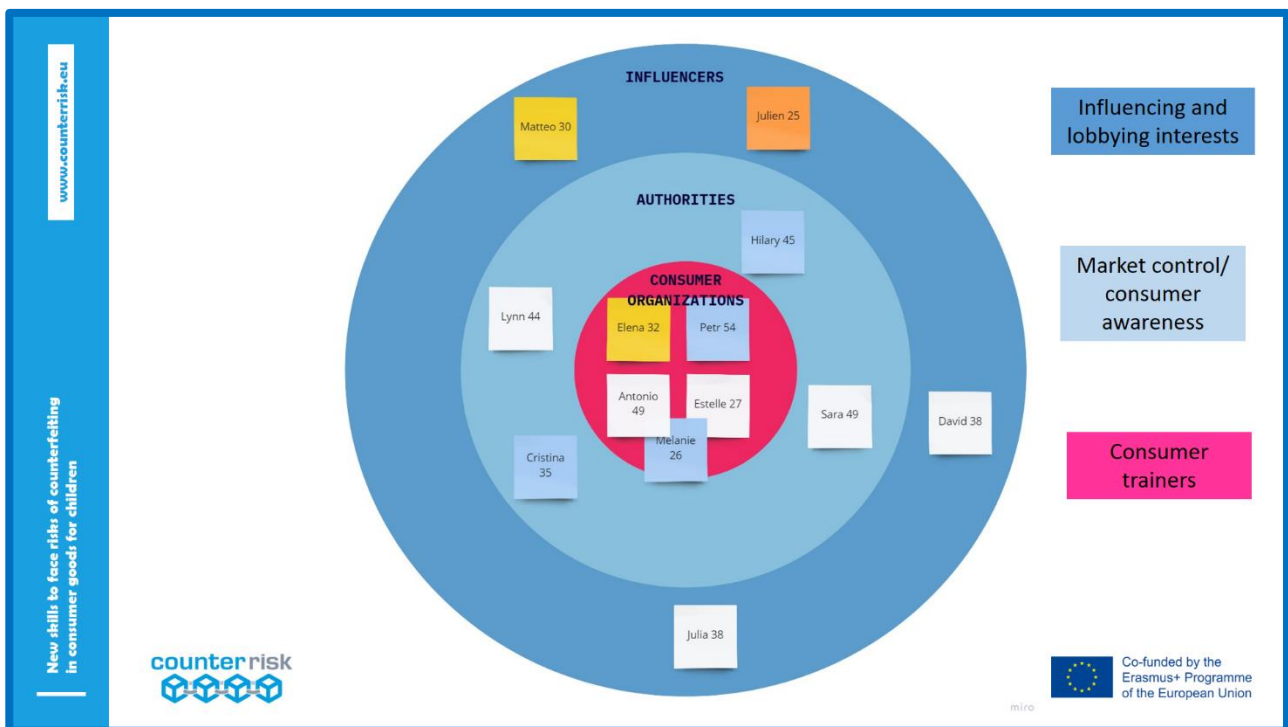 www.counterrisk.eu
New skills to face risks of counterfeiting
in consumer goods for children
INFLUENCERS
Matteo 30
Julien 25
AUTHORITIES
Hilary 45
CONSUMER
ORGANIZATIONS
Lynn 44
Elena 32
Petr 54
Antonio
49
Estelle 27
Sara 49
David 38
Melanie
26
Cristina
35
Julia 38
Influencing and
lobbying interests
Market control/
consumer
awareness
Consumer
trainers
counterrisk
miro
Co-funded by the
Erasmus+ Programme
of the European Union